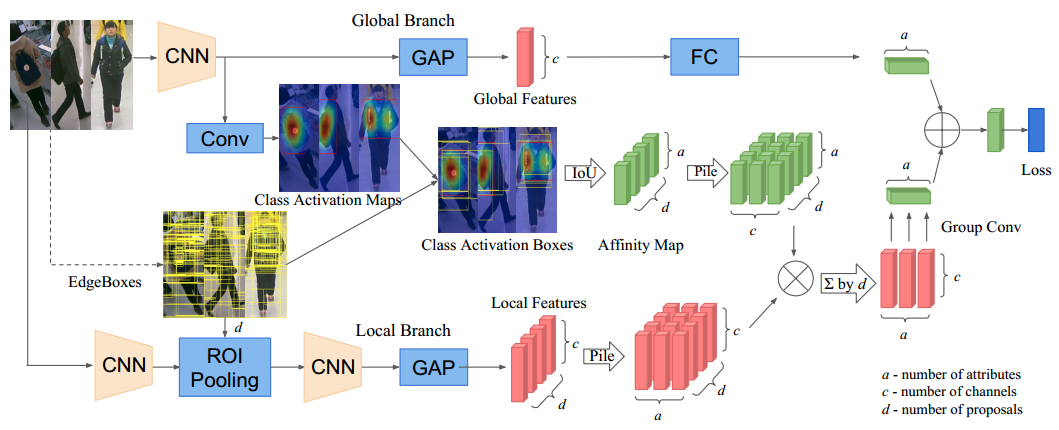 Global Branch
CNN
GAP
c
Global Features
FC
a
Conv
Class Activation Maps
Class Activation Boxes
IoU
a
d
Affinity Map
Pile
a
d
c
a
Group Conv
Loss
EdgeBoxes
d
Local Branch
Local Features
CNN
ROI
Pooling
CNN
GAP
c
d
Pile
c
d
a
Σ by d
c
a
a - number of attributes
c - number of channels
d - number of proposals